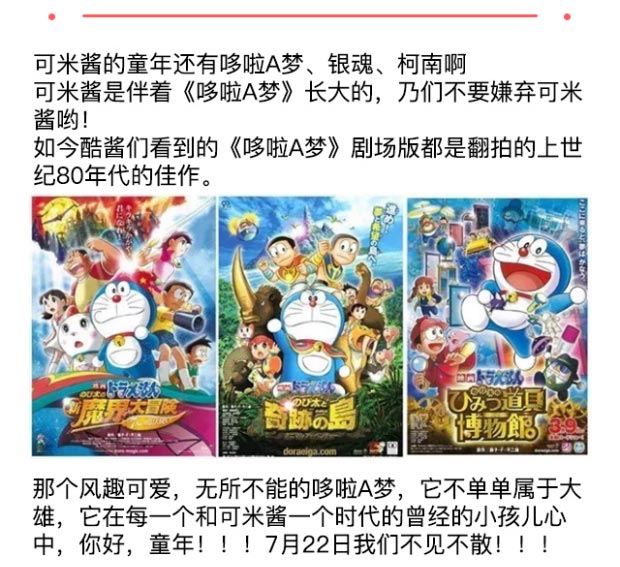 可米酱的童年还有哆啦A梦、银魂、柯南啊
可米酱是伴着《哆啦A梦》长大的，乃们不要嫌弃可米
酱哟！
如今酷酱们看到的《哆啦A梦》剧场版都是翻拍的上世
纪80年代的佳作。
映画ドラえもん
のび太の
新魔界大冒険
映画ドラえもん
のび太と
奇跡の島
doraeiga.com
映画ドラえもん
ひみつ道具
博物館
3.9
那个风趣可爱，无所不能的哆啦A梦，它不单单属于大
雄，它在每一个和可米酱一个时代的曾经的小孩儿心
中，你好，童年！！！7月22日我们不见不散！！！